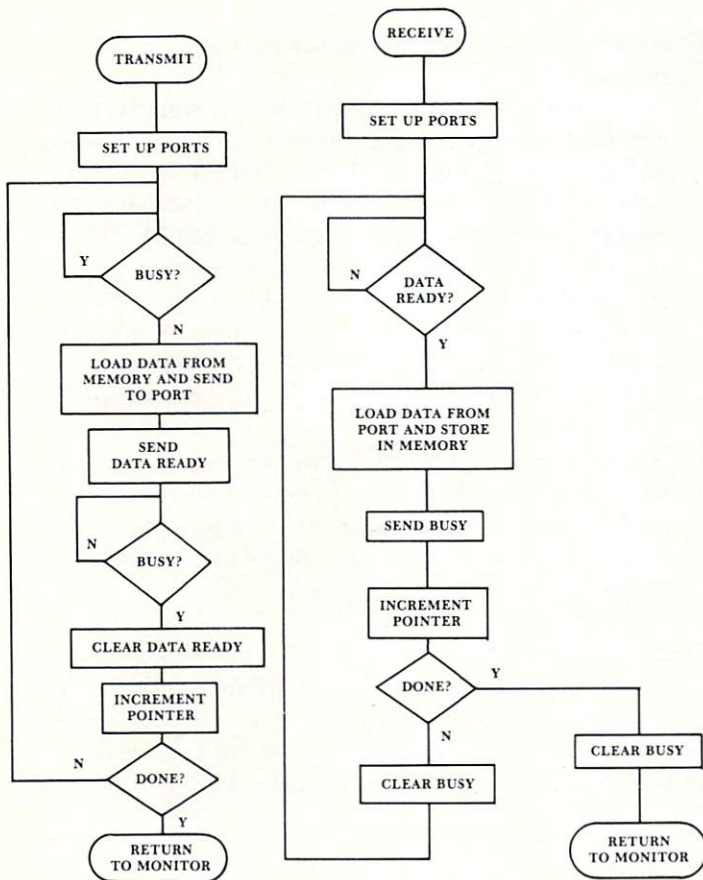 TRANSMIT
SET UP PORTS
BUSY?
Y
N
LOAD DATA FROM
MEMORY AND SEND
TO PORT
SEND
DATA READY
BUSY?
N
Y
CLEAR DATA READY
INCREMENT
POINTER
DONE?
N
Y
RETURN
TO MONITOR
RECEIVE
SET UP PORTS
DATA
READY?
N
Y
LOAD DATA FROM
PORT AND STORE
IN MEMORY
SEND BUSY
INCREMENT
POINTER
DONE?
Y
N
CLEAR BUSY
CLEAR BUSY
RETURN
TO MONITOR